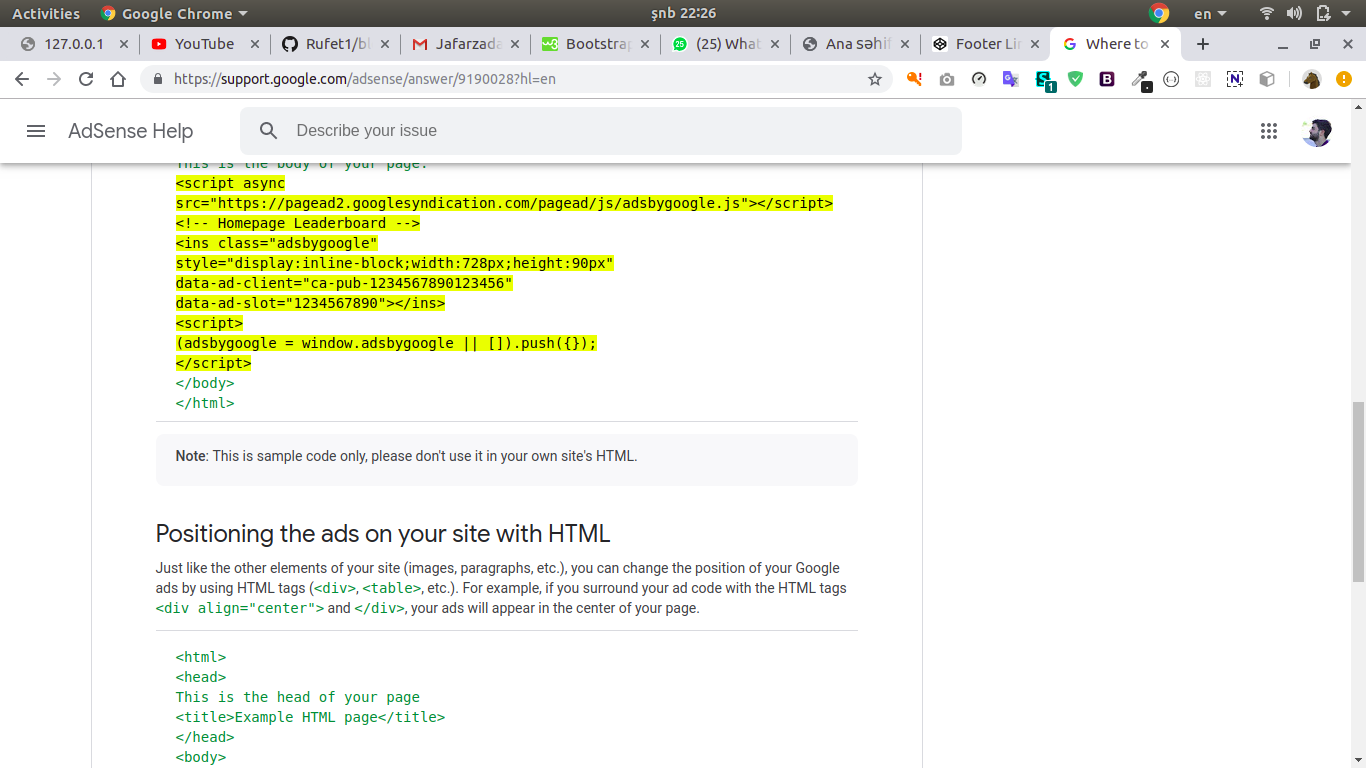 Activities Google Chrome şnb 22:26 en
127.0.0.1 YouTube Rufet1/bl Jafarzada Bootstrap (25) What Ana səhif Footer Lin Where to
https://support.google.com/adsense/answer/9190028?hl=en
AdSense Help Describe your issue
This is the body of your page.
<script async
src="https://pagead2.googlesyndication.com/pagead/js/adsbygoogle.js"></script>
<!-- Homepage Leaderboard -->
<ins class="adsbygoogle"
style="display:inline-block;width:728px;height:90px"
data-ad-client="ca-pub-1234567890123456"
data-ad-slot="1234567890"></ins>
<script>
(adsbygoogle = window.adsbygoogle || []).push({});
</script>
</body>
</html>
Note: This is sample code only, please don't use it in your own site's HTML.
Positioning the ads on your site with HTML
Just like the other elements of your site (images, paragraphs, etc.), you can change the position of your Google
ads by using HTML tags (<div>, <table>, etc.). For example, if you surround your ad code with the HTML tags
<div align="center"> and </div>, your ads will appear in the center of your page.
<html>
<head>
This is the head of your page
<title>Example HTML page</title>
</head>
<body>